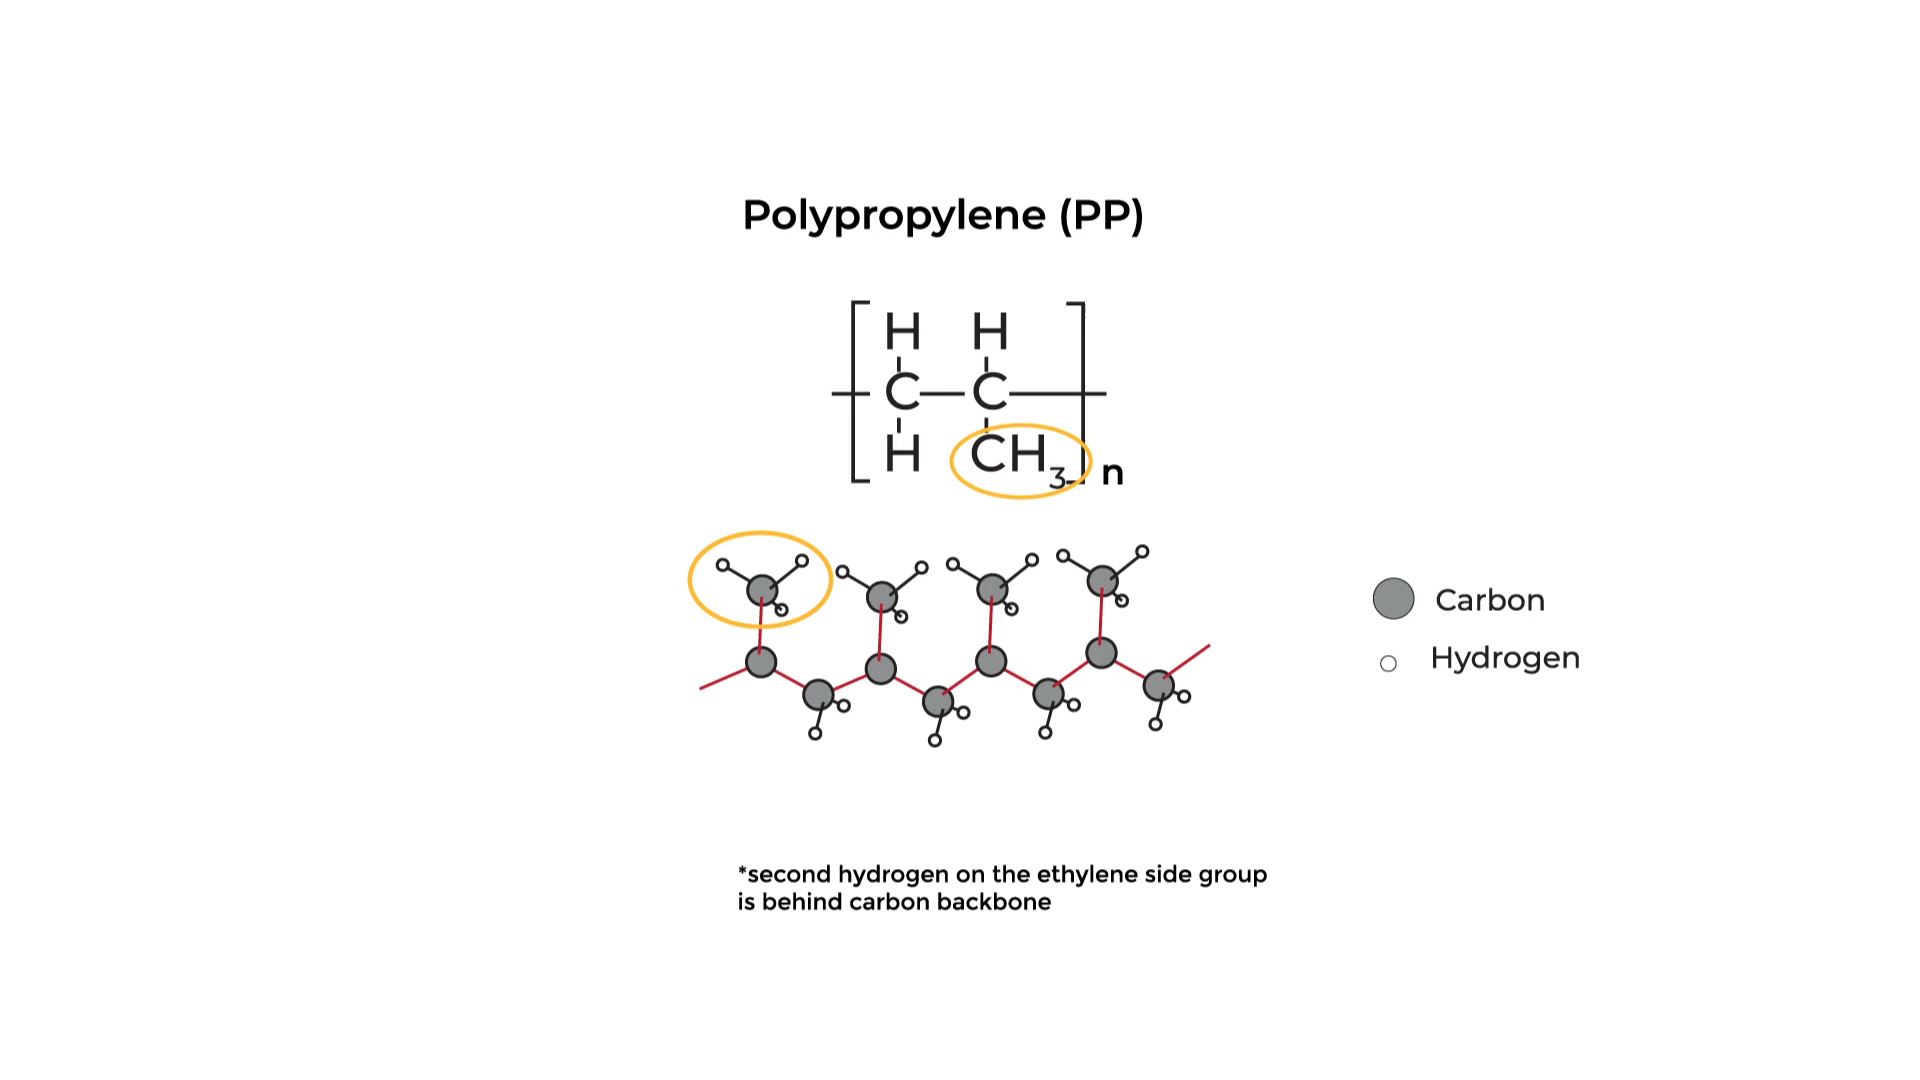 Polypropylene (PP)
H H
C C
H CH3 n
Carbon
Hydrogen
*second hydrogen on the ethylene side group
is behind carbon backbone